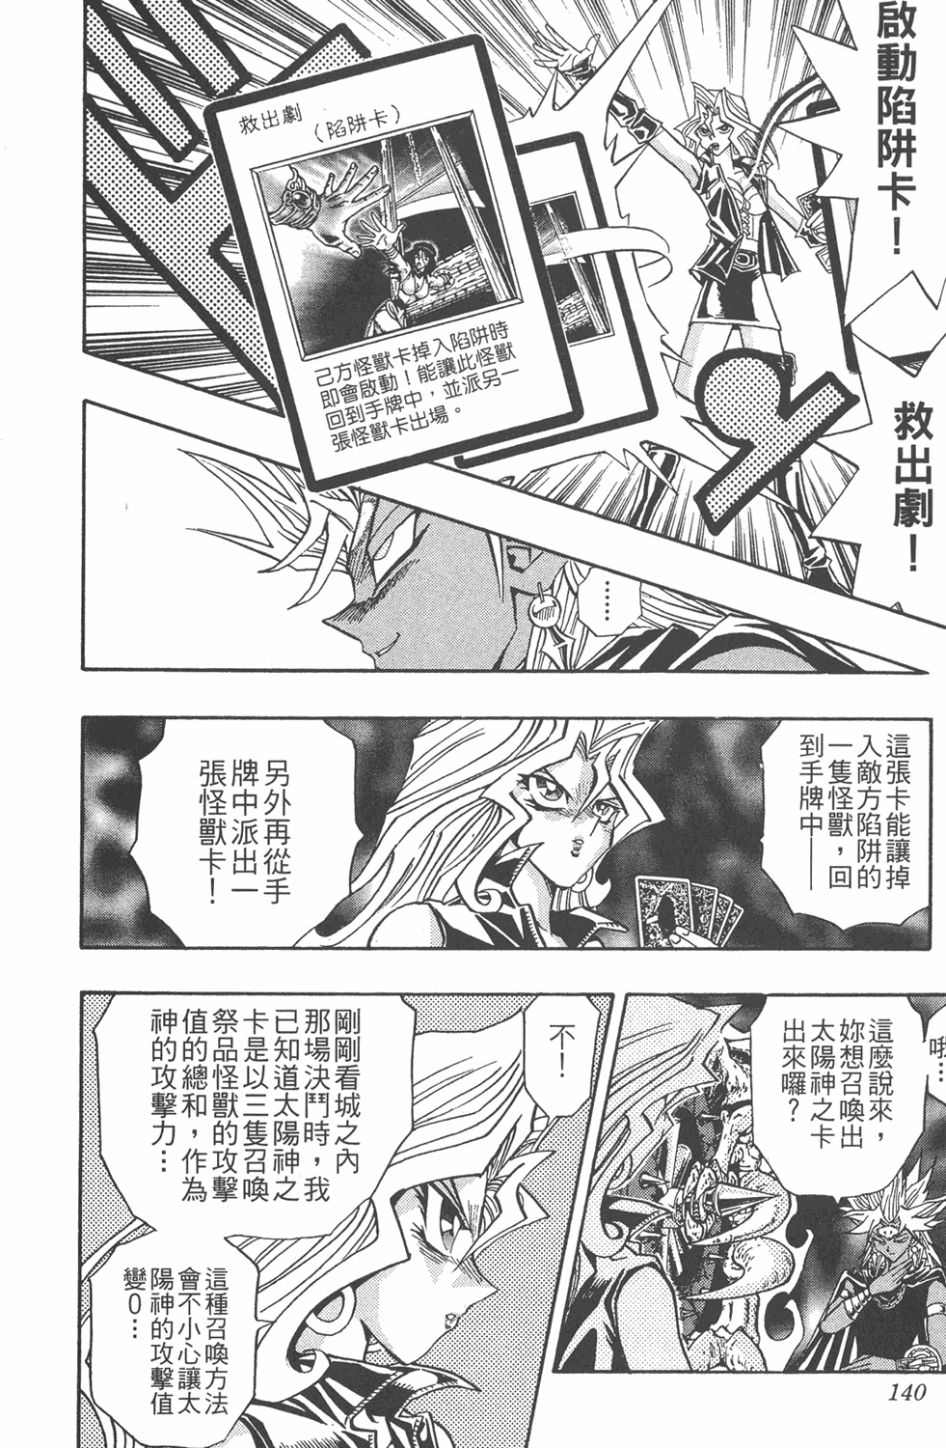 啟動陷阱卡！
救出劇！
救出劇
（陷阱卡）
己方怪獸卡掉入陷阱時
即會啟動！能讓此怪獸
回到手牌中，並派另一
張怪獸卡出場。
……
這張卡能讓掉
入敵方陷阱的
一隻怪獸，回
到手牌中——
另外再從手
牌中派出一
張怪獸卡！
哦…
這麼說來，
妳想召喚出
太陽神之卡
出來囉？
不！
剛剛看城之內
那場決鬥時，我
已知道太陽神之
卡是以三隻召喚
祭品怪獸的攻擊
值的總和，作為
神的攻擊力…
這種召喚方法
會不小心讓太
陽神的攻擊值
變０…
140